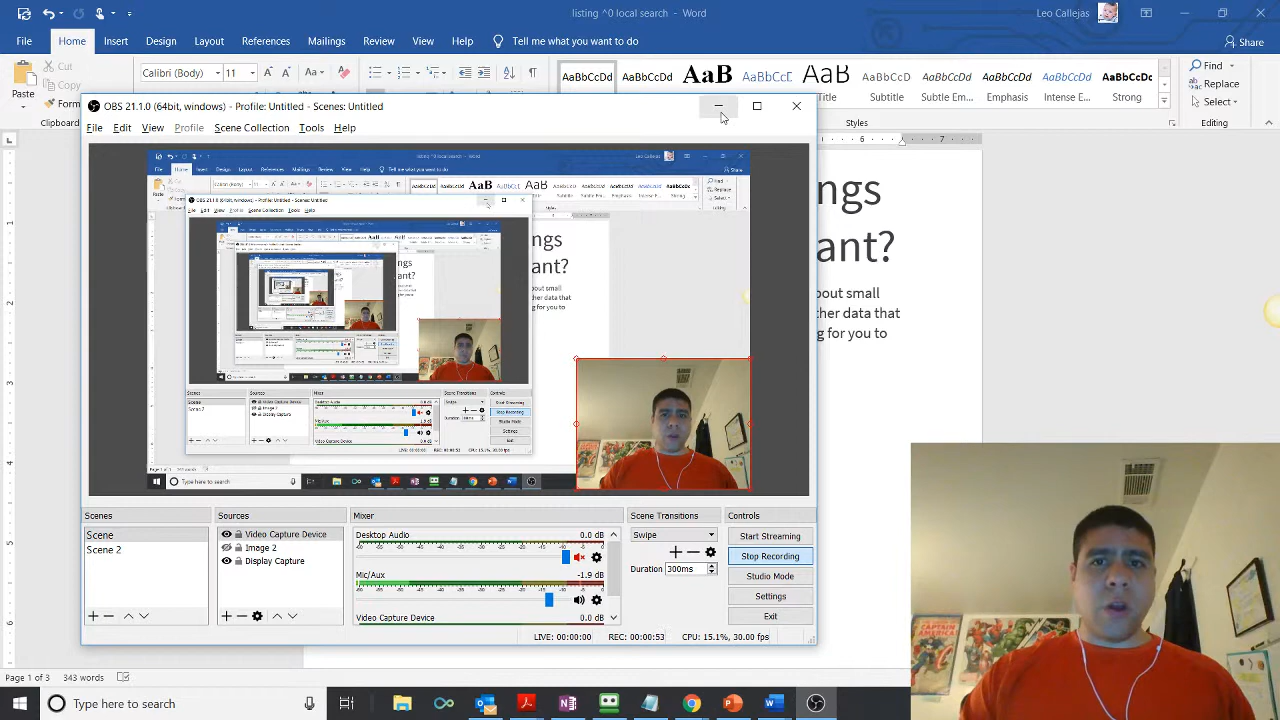 listing ^0 local search - Word
Leo Callejas
File Home Insert Design Layout References Mailings Review View Help Tell me what you want to do Share
Paste Cut
Clipboard
Calibri (Body) 11
AaBbCcDd AaBbCcDd AaB AaBbCcD AaB AaBbCcD AaBbCcDd AaBbCcDd AaBbCcDd AaBbCcDc
Title Subtitle Subtle Em... Emphasis Intense E... Strong
Styles
Find
Replace
Select
Editing
OBS 21.1.0 (64bit, windows) - Profile: Untitled - Scenes: Untitled
File Edit View Profile Scene Collection Tools Help
ngs
ant?
bout small
ther data that
g for you to
Scenes Sources Mixer Scene Transitions Controls
Scene
Scene 2
Video Capture Device
Image 2
Display Capture
Desktop Audio 0.0 dB
Mic/Aux -1.9 dB
Video Capture Device 0.0 dB
Swipe
Duration 300ms
Start Streaming
Stop Recording
Studio Mode
Settings
Exit
LIVE: 00:00:00 REC: 00:00:53 CPU: 15.1%, 30.00 fps
Page 1 of 3 343 words
Type here to search
CAPTAIN AMERICA